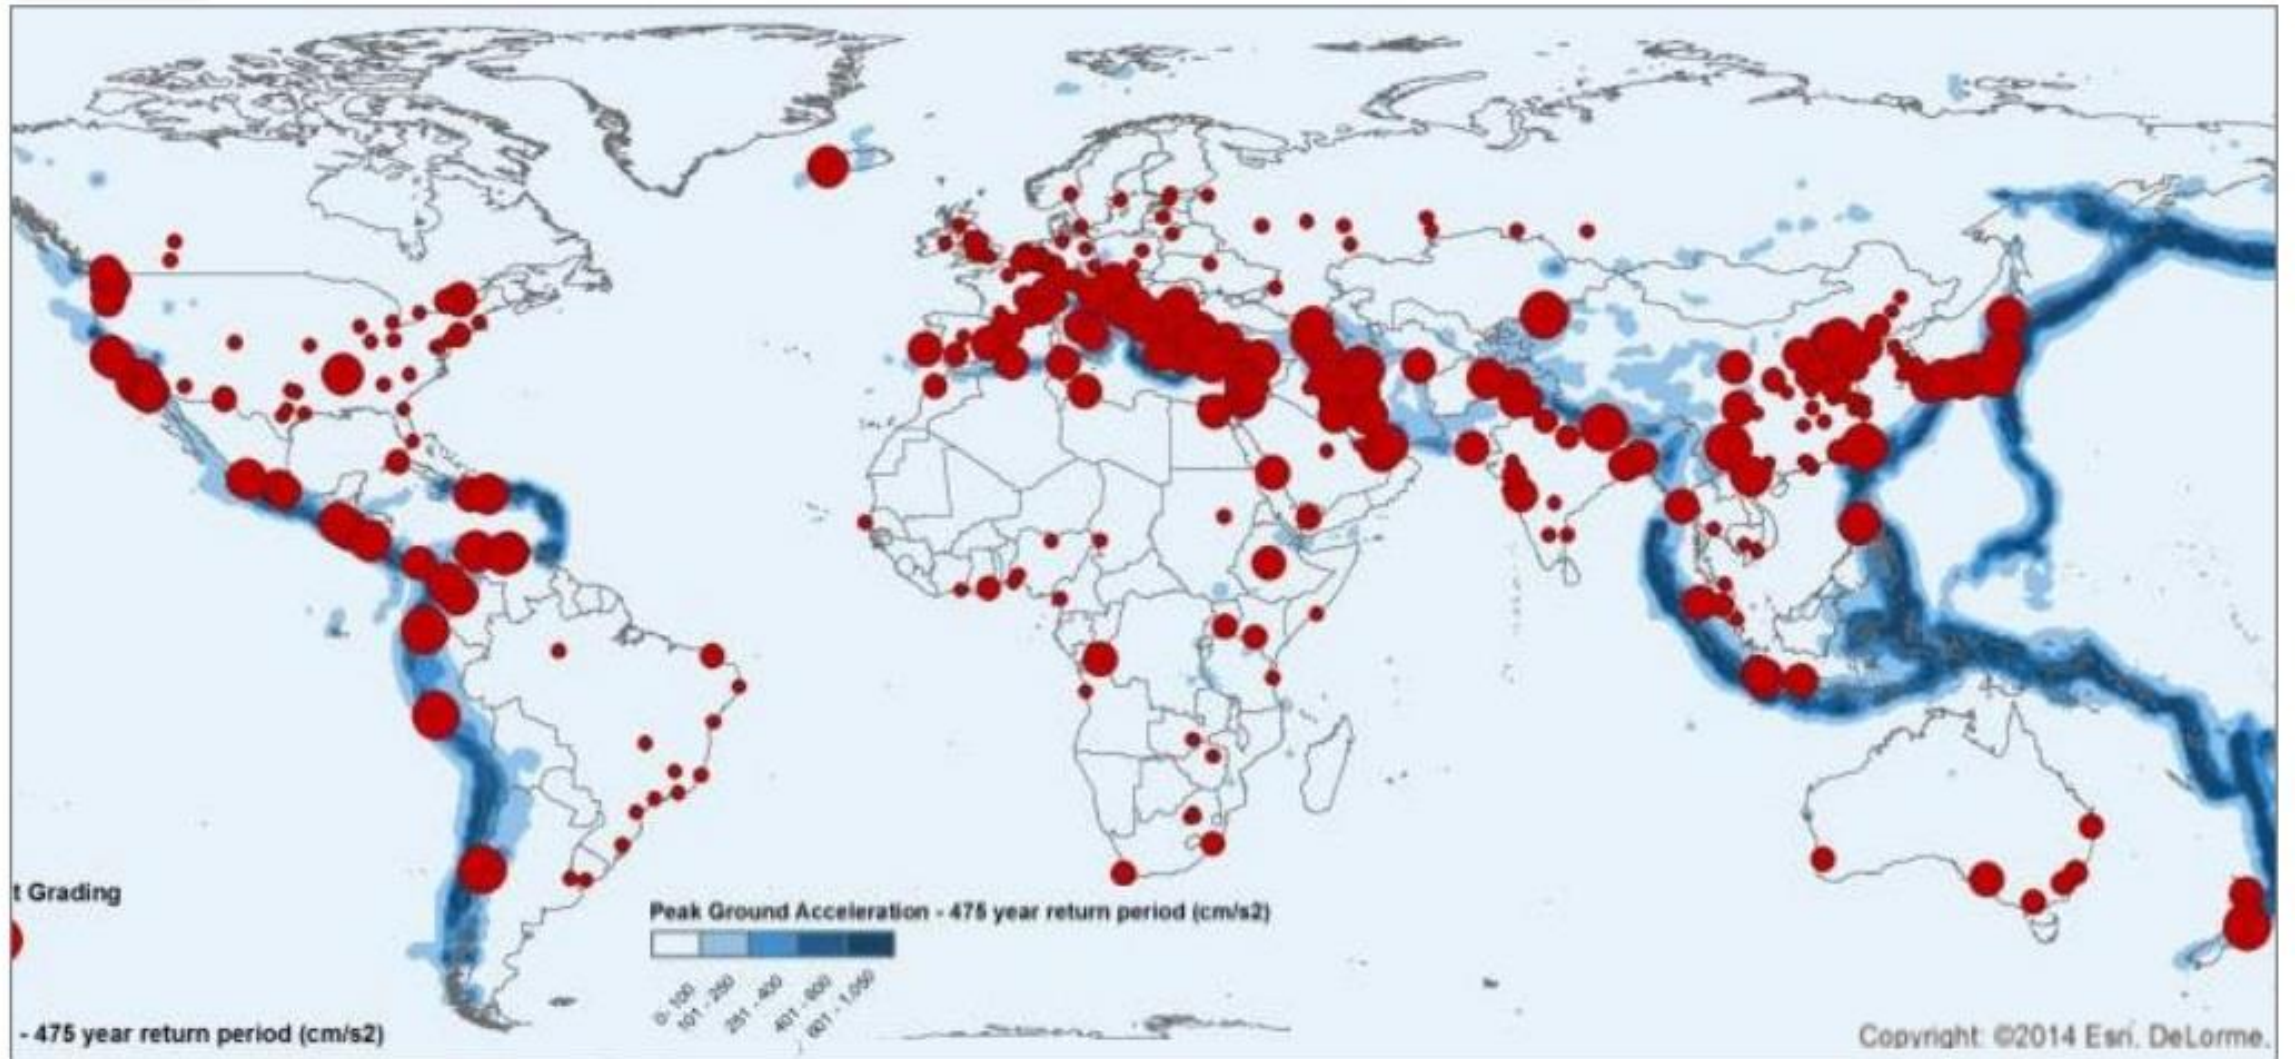 t Grading
Peak Ground Acceleration - 475 year return period (cm/s2)
0 - 100
101 - 250
251 - 400
401 - 600
601 - 1,050
- 475 year return period (cm/s2)
Copyright: ©2014 Esri, DeLorme,